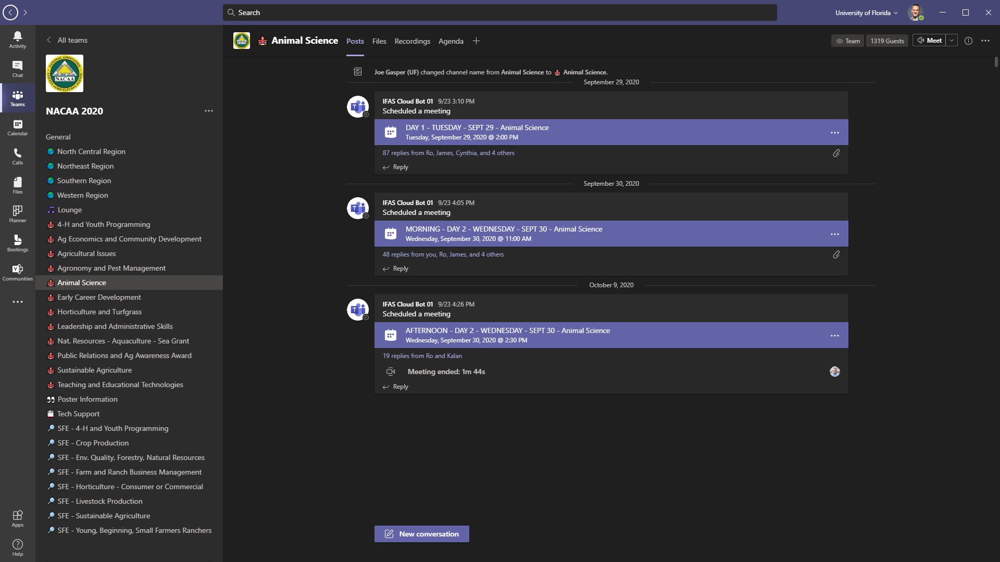 Search
University of Florida
Activity
Chat
Teams
Calendar
Calls
Files
Planner
Bookings
Communities
Apps
Help
All teams
NACAA
NACAA 2020
General
North Central Region
Northeast Region
Southern Region
Western Region
Lounge
4-H and Youth Programming
Ag Economics and Community Development
Agricultural Issues
Agronomy and Pest Management
Animal Science
Early Career Development
Horticulture and Turfgrass
Leadership and Administrative Skills
Nat. Resources - Aquaculture - Sea Grant
Public Relations and Ag Awareness Award
Sustainable Agriculture
Teaching and Educational Technologies
Poster Information
Tech Support
SFE - 4-H and Youth Programming
SFE - Crop Production
SFE - Env. Quality, Forestry, Natural Resources
SFE - Farm and Ranch Business Management
SFE - Horticulture - Consumer or Commercial
SFE - Livestock Production
SFE - Sustainable Agriculture
SFE - Young, Beginning, Small Farmers Ranchers
Animal Science Posts Files Recordings Agenda
Team 1319 Guests Meet
Joe Gasper (UF) changed channel name from Animal Science to Animal Science.
September 29, 2020
IFAS Cloud Bot 01 9/23 3:10 PM
Scheduled a meeting
DAY 1 - TUESDAY - SEPT 29 - Animal Science
Tuesday, September 29, 2020 @ 2:00 PM
87 replies from Ro, James, Cynthia, and 4 others
Reply
September 30, 2020
IFAS Cloud Bot 01 9/23 4:05 PM
Scheduled a meeting
MORNING - DAY 2 - WEDNESDAY - SEPT 30 - Animal Science
Wednesday, September 30, 2020 @ 11:00 AM
48 replies from you, Ro, James, and 4 others
Reply
October 9, 2020
IFAS Cloud Bot 01 9/23 4:26 PM
Scheduled a meeting
AFTERNOON - DAY 2 - WEDNESDAY - SEPT 30 - Animal Science
Wednesday, September 30, 2020 @ 2:30 PM
19 replies from Ro and Kalan
Meeting ended: 1m 44s
Reply
New conversation